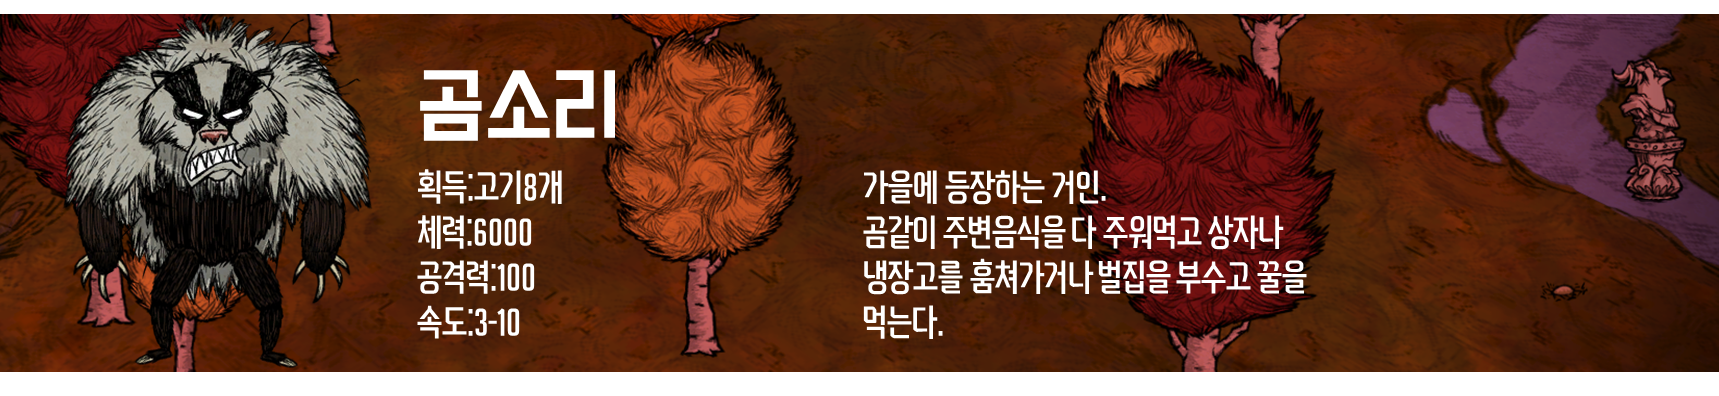 곰소리
획득:고기8개
체력:6000
공격력:100
속도:3-10
가을에 등장하는 거인.
곰같이 주변음식을 다 주워먹고 상자나
냉장고를 훔쳐가거나 벌집을 부수고 꿀을
먹는다.